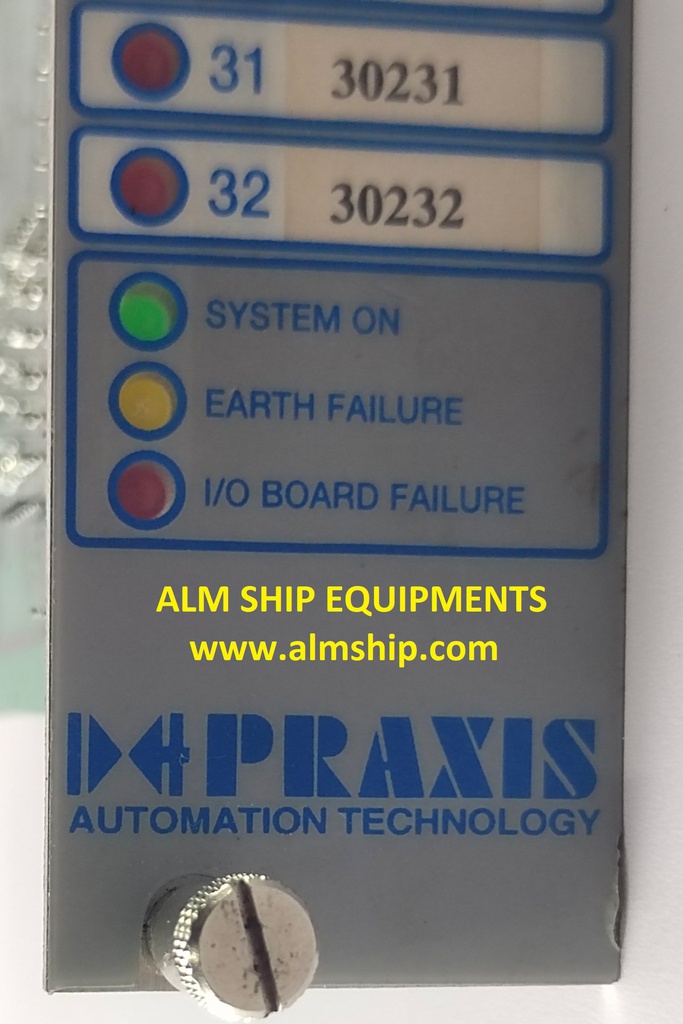 31 30231
32 30232
SYSTEM ON
EARTH FAILURE
I/O BOARD FAILURE
ALM SHIP EQUIPMENTS
www.almship.com
PRAXIS
AUTOMATION TECHNOLOGY